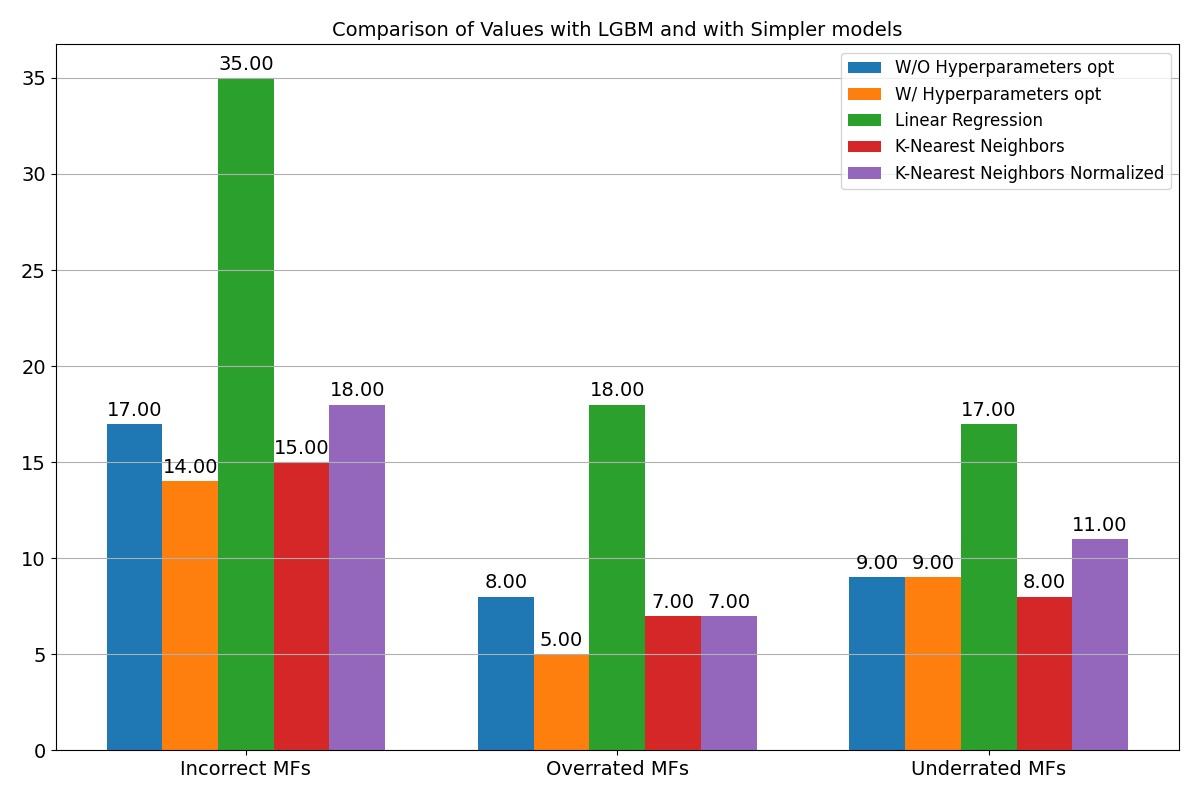 Comparison of Values with LGBM and with Simpler models
W/O Hyperparameters opt
W/ Hyperparameters opt
Linear Regression
K-Nearest Neighbors
K-Nearest Neighbors Normalized
35
30
25
20
15
10
5
0
17.00
14.00
35.00
15.00
18.00
8.00
5.00
18.00
7.00
7.00
9.00
9.00
17.00
8.00
11.00
Incorrect MFs
Overrated MFs
Underrated MFs